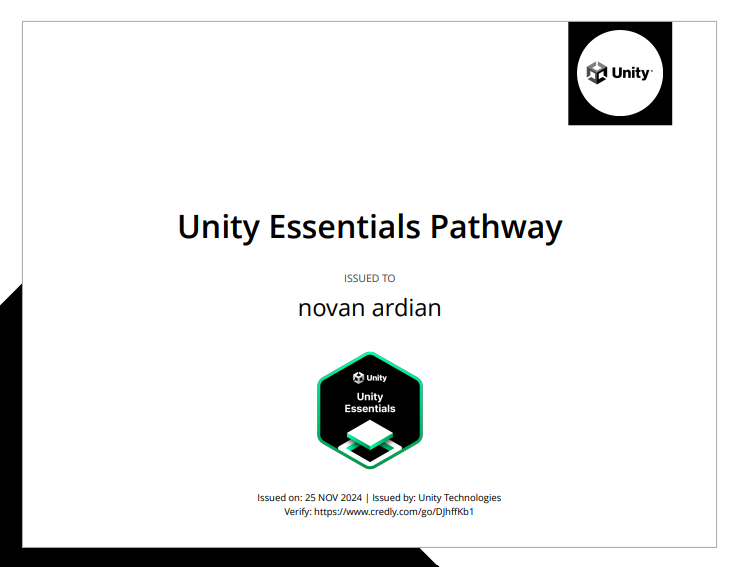 Unity
Unity Essentials Pathway
ISSUED TO
novan ardian
Unity
Unity
Essentials
Issued on: 25 NOV 2024 | Issued by: Unity Technologies
Verify: https://www.credly.com/go/DJhffKb1